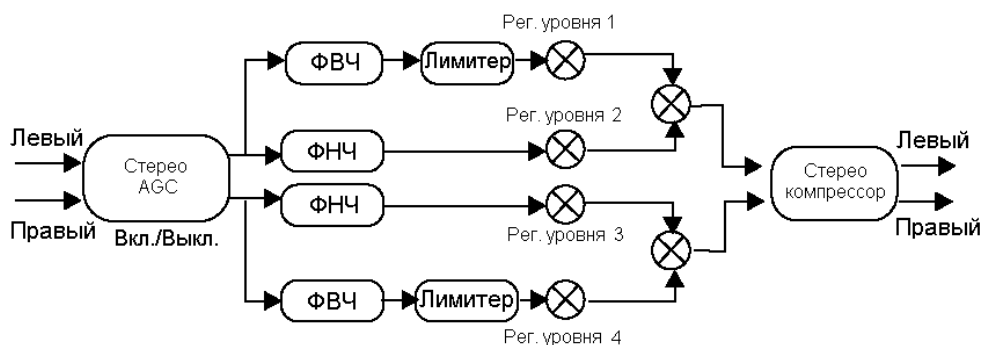 Рег. уровня 1
ФВЧ
Лимитер
Левый
Стерео
AGC
Правый
Вкл./Выкл.
Рег. уровня 2
ФНЧ
ФНЧ
Рег. уровня 3
ФВЧ
Лимитер
Рег. уровня 4
Стерео
компрессор
Левый
Правый